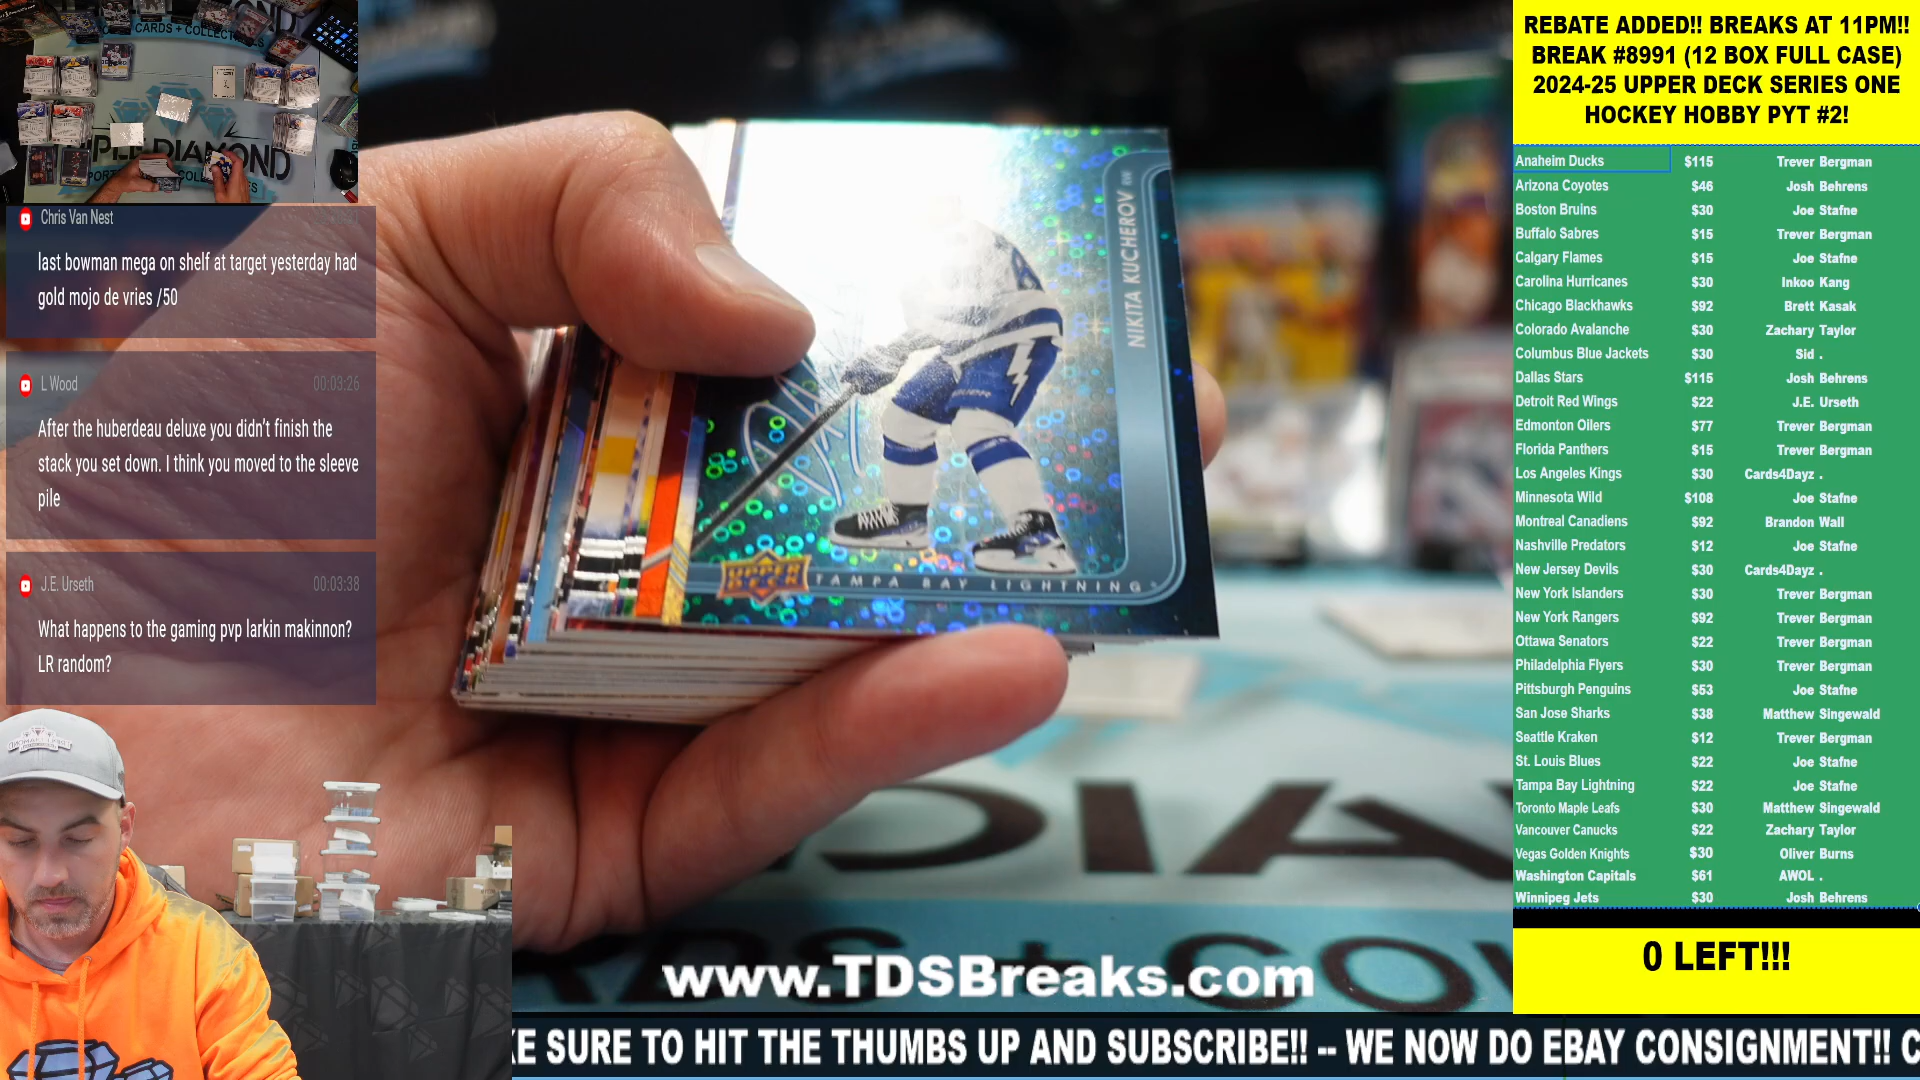 REBATE ADDED!! BREAKS AT 11PM!!
BREAK #8991 (12 BOX FULL CASE)
2024-25 UPPER DECK SERIES ONE
HOCKEY HOBBY PYT #2!
Anaheim Ducks $115 Trever Bergman
Arizona Coyotes $46 Josh Behrens
Boston Bruins $30 Joe Stafne
Buffalo Sabres $15 Trever Bergman
Calgary Flames $15 Joe Stafne
Carolina Hurricanes $30 Inkoo Kang
Chicago Blackhawks $92 Brett Kasak
Colorado Avalanche $30 Zachary Taylor
Columbus Blue Jackets $30 Sid .
Dallas Stars $115 Josh Behrens
Detroit Red Wings $22 J.E. Urseth
Edmonton Oilers $77 Trever Bergman
Florida Panthers $15 Trever Bergman
Los Angeles Kings $30 Cards4Dayz .
Minnesota Wild $108 Joe Stafne
Montreal Canadiens $92 Brandon Wall
Nashville Predators $12 Joe Stafne
New Jersey Devils $30 Cards4Dayz .
New York Islanders $30 Trever Bergman
New York Rangers $92 Trever Bergman
Ottawa Senators $22 Trever Bergman
Philadelphia Flyers $30 Trever Bergman
Pittsburgh Penguins $53 Joe Stafne
San Jose Sharks $38 Matthew Singewald
Seattle Kraken $12 Trever Bergman
St. Louis Blues $22 Joe Stafne
Tampa Bay Lightning $22 Joe Stafne
Toronto Maple Leafs $30 Matthew Singewald
Vancouver Canucks $22 Zachary Taylor
Vegas Golden Knights $30 Oliver Burns
Washington Capitals $61 AWOL .
Winnipeg Jets $30 Josh Behrens
0 LEFT!!!
Chris Van Nest
last bowman mega on shelf at target yesterday had
gold mojo de vries /50
L Wood 00:03:26
After the huberdeau deluxe you didn't finish the
stack you set down. I think you moved to the sleeve
pile
J.E. Urseth 00:03:38
What happens to the gaming pvp larkin makinnon?
LR random?
NIKITA KUCHEROV RW
UPPER
DECK
TAMPA BAY LIGHTNING
www.TDSBreaks.com
KE SURE TO HIT THE THUMBS UP AND SUBSCRIBE!! -- WE NOW DO EBAY CONSIGNMENT!! C